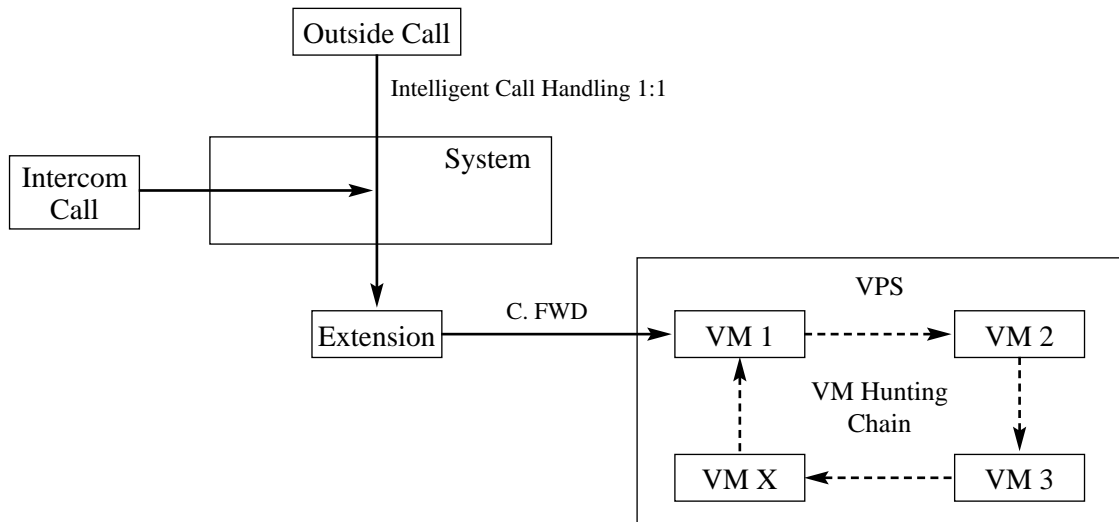 Outside Call
Intelligent Call Handling 1:1
System
Intercom
Call
VPS
C. FWD
Extension
VM 1
VM 2
VM Hunting
Chain
VM X
VM 3